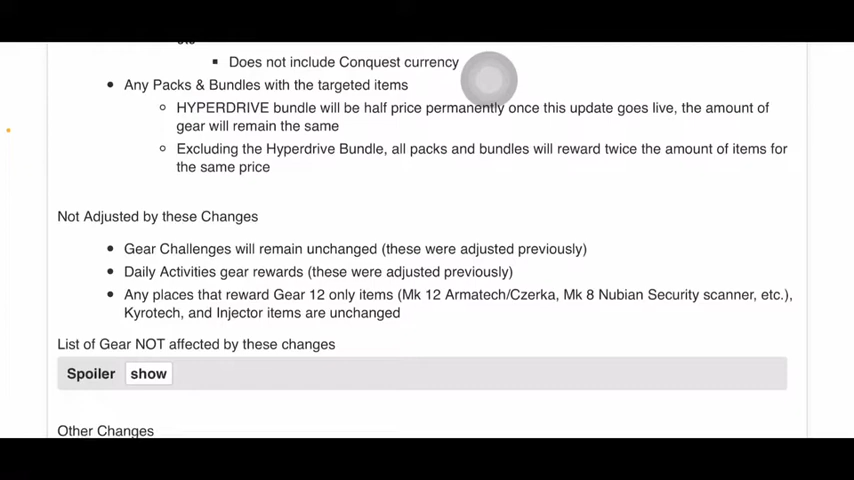 Does not include Conquest currency
Any Packs & Bundles with the targeted items
HYPERDRIVE bundle will be half price permanently once this update goes live, the amount of
gear will remain the same
Excluding the Hyperdrive Bundle, all packs and bundles will reward twice the amount of items for
the same price
Not Adjusted by these Changes
Gear Challenges will remain unchanged (these were adjusted previously)
Daily Activities gear rewards (these were adjusted previously)
Any places that reward Gear 12 only items (Mk 12 Armatech/Czerka, Mk 8 Nubian Security scanner, etc.),
Kyrotech, and Injector items are unchanged
List of Gear NOT affected by these changes
Spoiler show
Other Changes